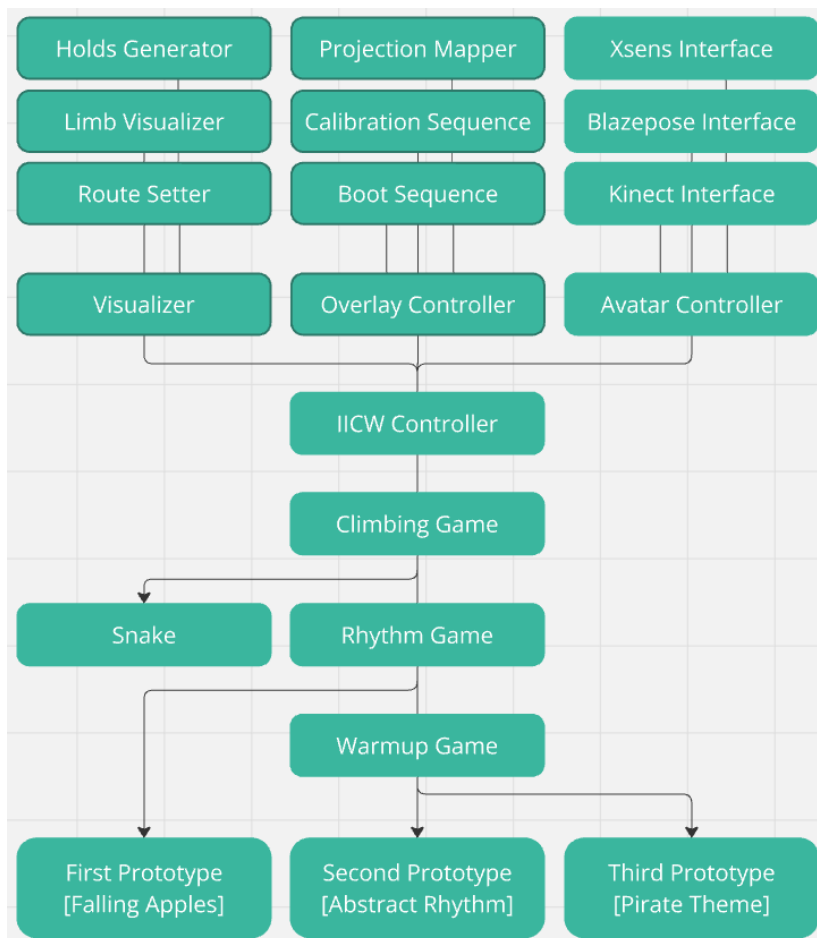 Holds Generator
Projection Mapper
Xsens Interface
Limb Visualizer
Calibration Sequence
Blazepose Interface
Route Setter
Boot Sequence
Kinect Interface
Visualizer
Overlay Controller
Avatar Controller
IICW Controller
Climbing Game
Snake
Rhythm Game
Warmup Game
First Prototype
[Falling Apples]
Second Prototype
[Abstract Rhythm]
Third Prototype
[Pirate Theme]